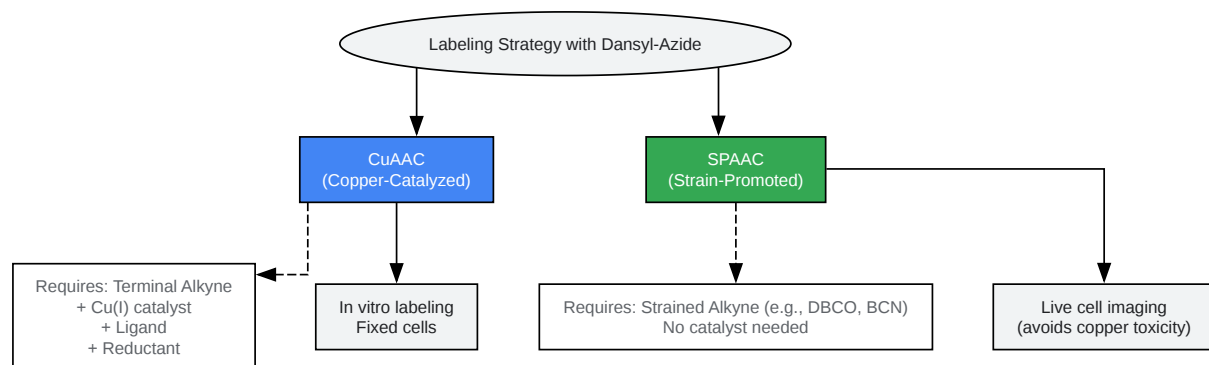 Labeling Strategy with Dansyl-Azide
CuAAC
(Copper-Catalyzed)
SPAAC
(Strain-Promoted)
Requires: Terminal Alkyne
+ Cu(I) catalyst
+ Ligand
+ Reductant
In vitro labeling
Fixed cells
Requires: Strained Alkyne (e.g., DBCO, BCN)
No catalyst needed
Live cell imaging
(avoids copper toxicity)